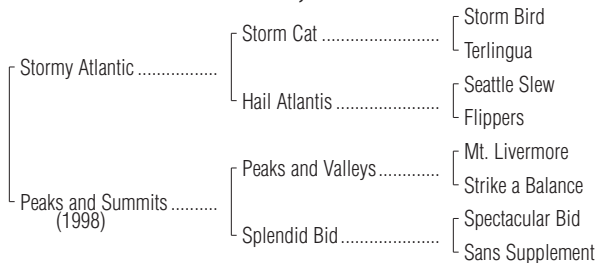 Storm Bird
Storm Cat ........................
Terlingua
Stormy Atlantic ................
Seattle Slew
Hail Atlantis .....................
Flippers
Mt. Livermore
Peaks and Valleys.............
Strike a Balance
Peaks and Summits ..........
(1998)
Spectacular Bid
Splendid Bid.....................
Sans Supplement